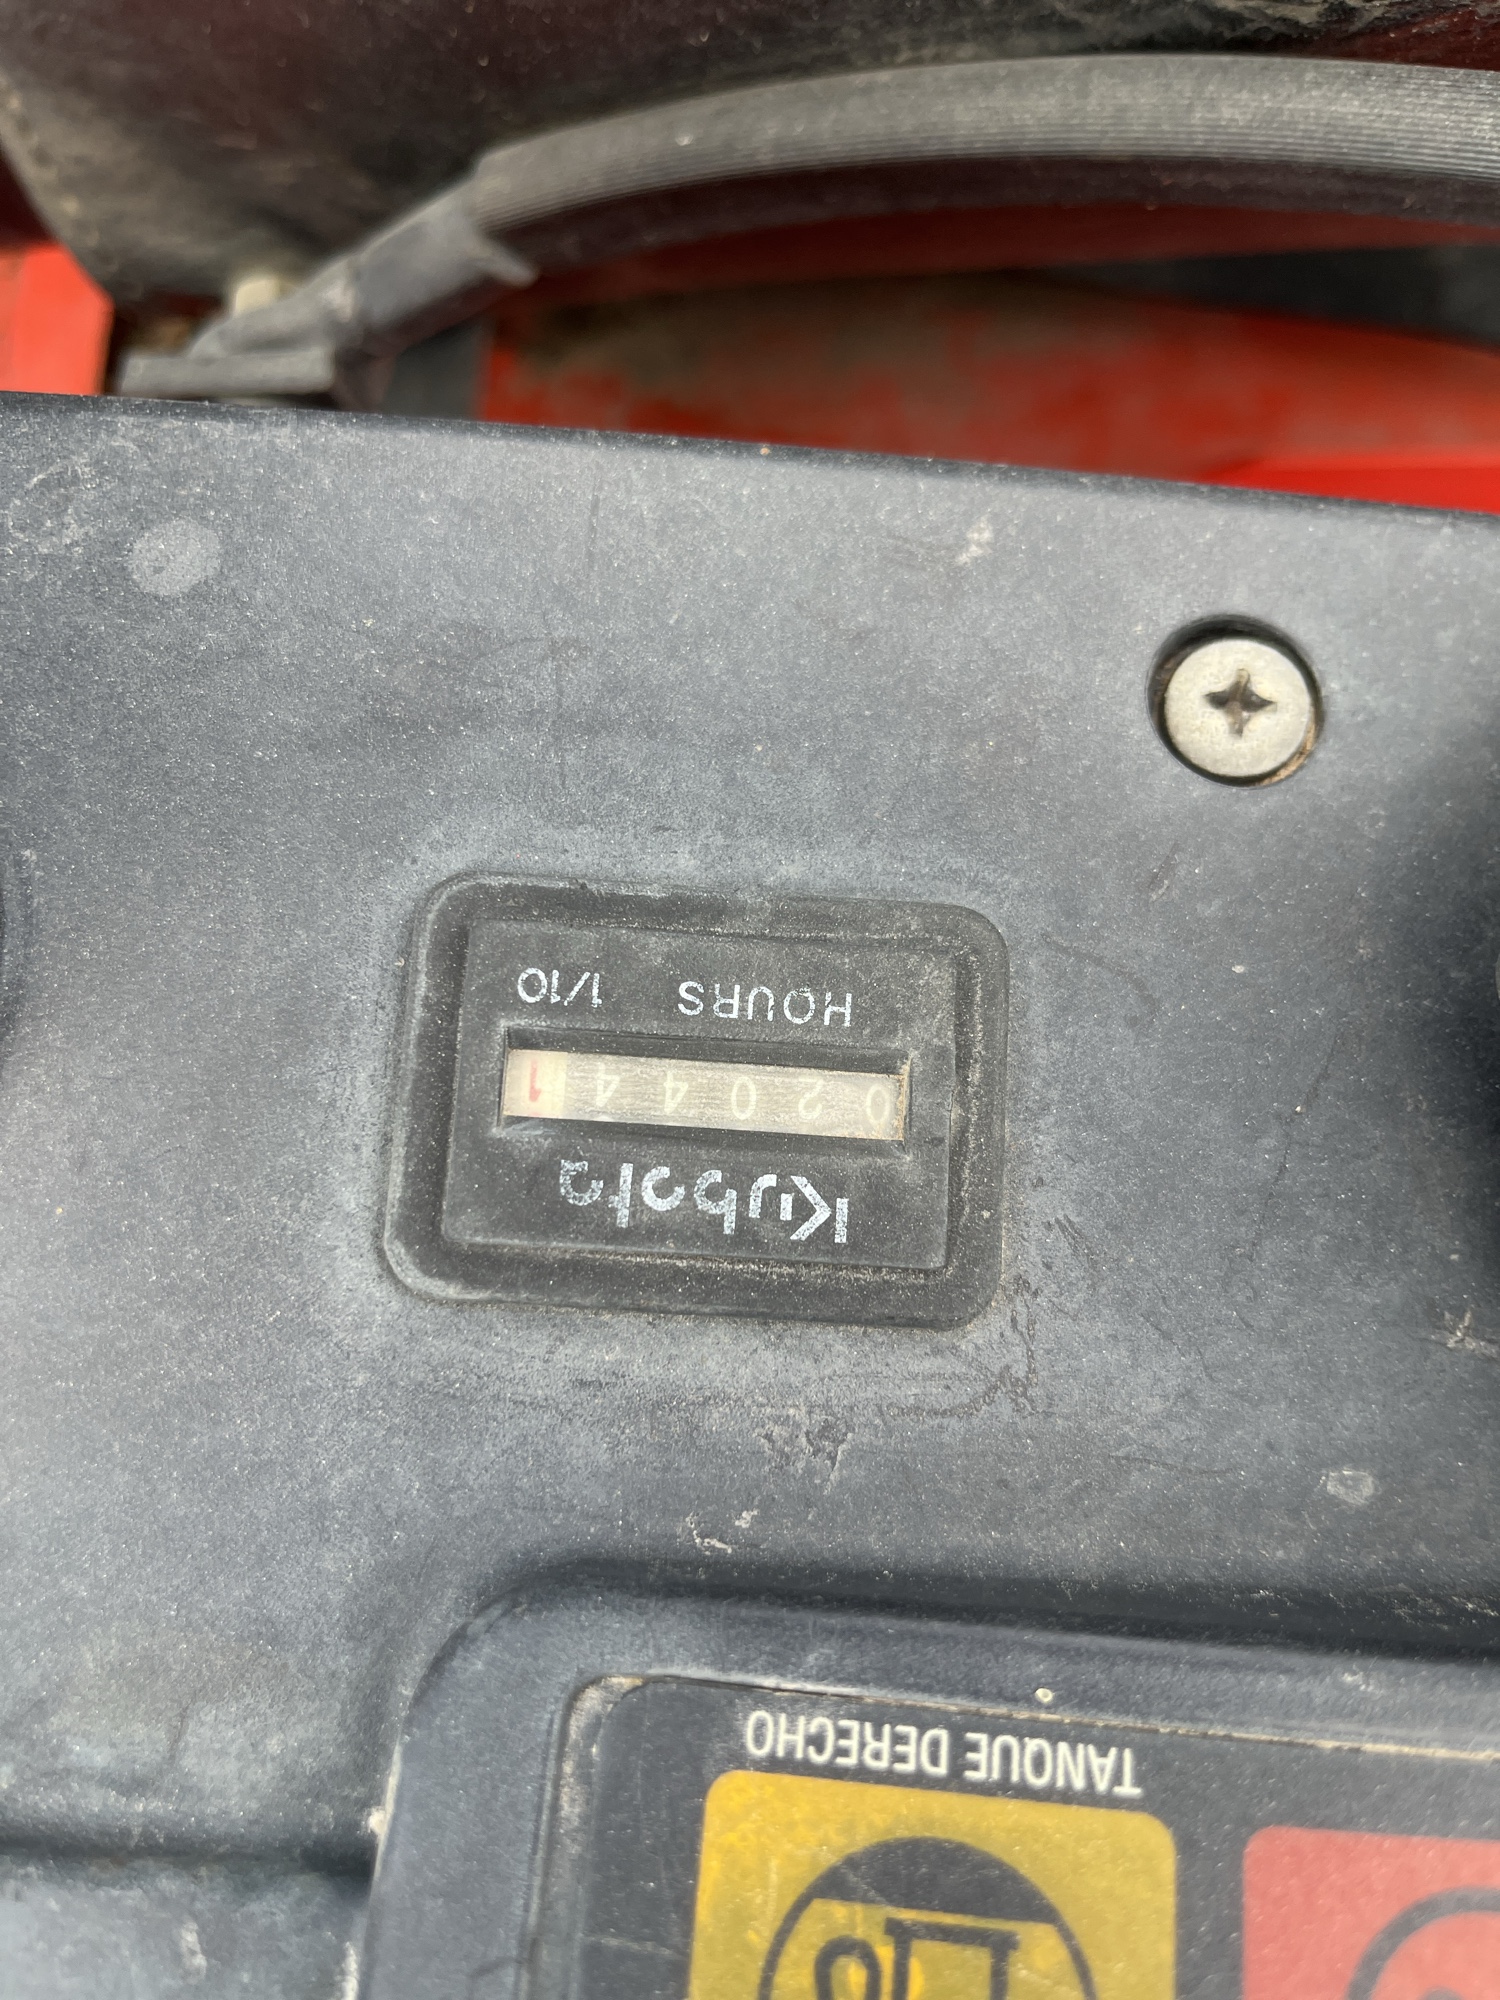 TANQUE DERECHO
Kubota
020441
HOURS 1/10